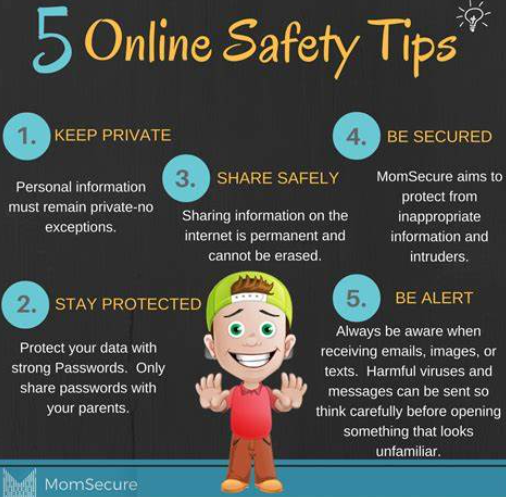 5 Online Safety Tips
1. KEEP PRIVATE
Personal information
must remain private-no
exceptions.
2. STAY PROTECTED
Protect your data with
strong Passwords. Only
share passwords with
your parents.
3. SHARE SAFELY
Sharing information on the
internet is permanent and
cannot be erased.
4. BE SECURED
MomSecure aims to
protect from
inappropriate
information and
intruders.
5. BE ALERT
Always be aware when
receiving emails, images, or
texts. Harmful viruses and
messages can be sent so
think carefully before opening
something that looks
unfamiliar.
MomSecure